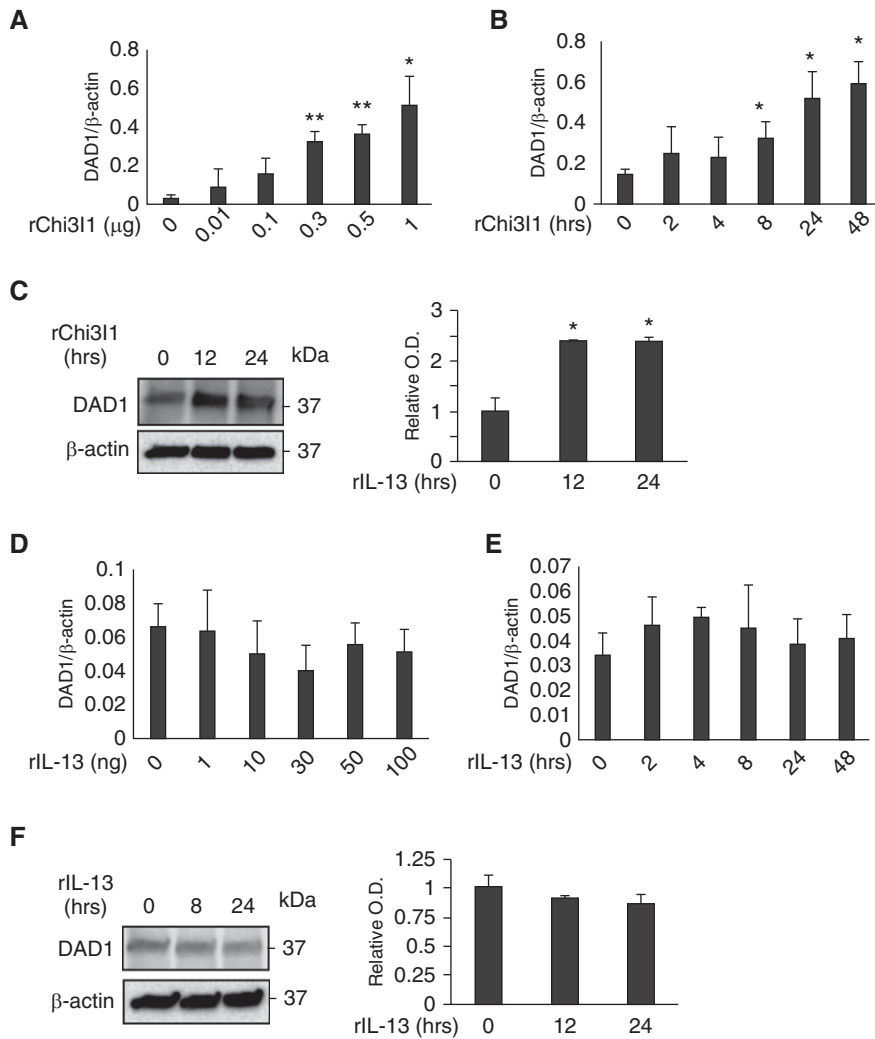 A
DAD1/β-actin
0.8
0.6
0.4
0.2
0
** ** *
rChi3l1 (μg) 0 0.01 0.1 0.3 0.5 1
B
DAD1/β-actin
0.8
0.6
0.4
0.2
0
* * *
rChi3l1 (hrs) 0 2 4 8 24 48
C
rChi3l1
(hrs) 0 12 24 kDa
DAD1 37
β-actin 37
Relative O.D.
3
2
1
0
* *
rIL-13 (hrs) 0 12 24
D
DAD1/β-actin
0.1
0.08
0.06
0.04
0.02
0
rIL-13 (ng) 0 1 10 30 50 100
E
DAD1/β-actin
0.07
0.06
0.05
0.04
0.03
0.02
0.01
0
rIL-13 (hrs) 0 2 4 8 24 48
F
rIL-13
(hrs) 0 8 24 kDa
DAD1 37
β-actin 37
Relative O.D.
1.25
1
0.75
0.5
0.25
0
rIL-13 (hrs) 0 12 24